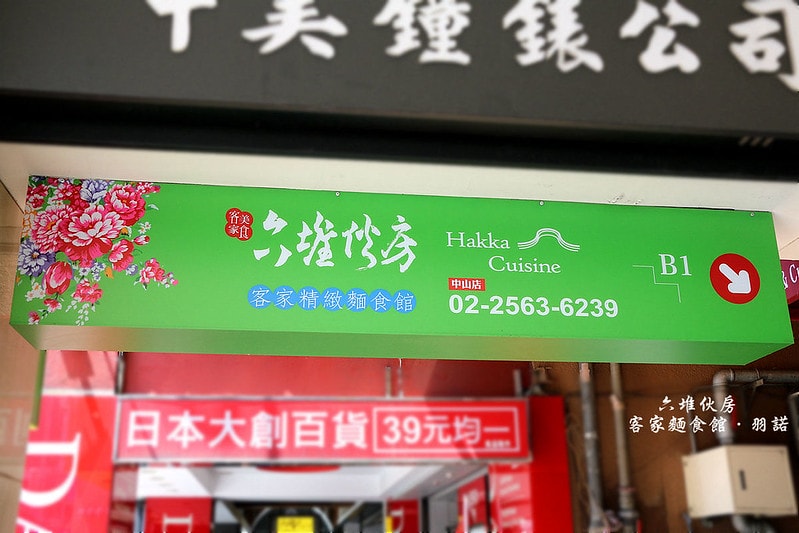 中美鐘錶公司
客家美食
六堆伙房
客家精緻麵食館
Hakka
Cuisine
中山店
02-2563-6239
B1
日本大創百貨 39元均一
六堆伙房
客家麵食館·羽諾